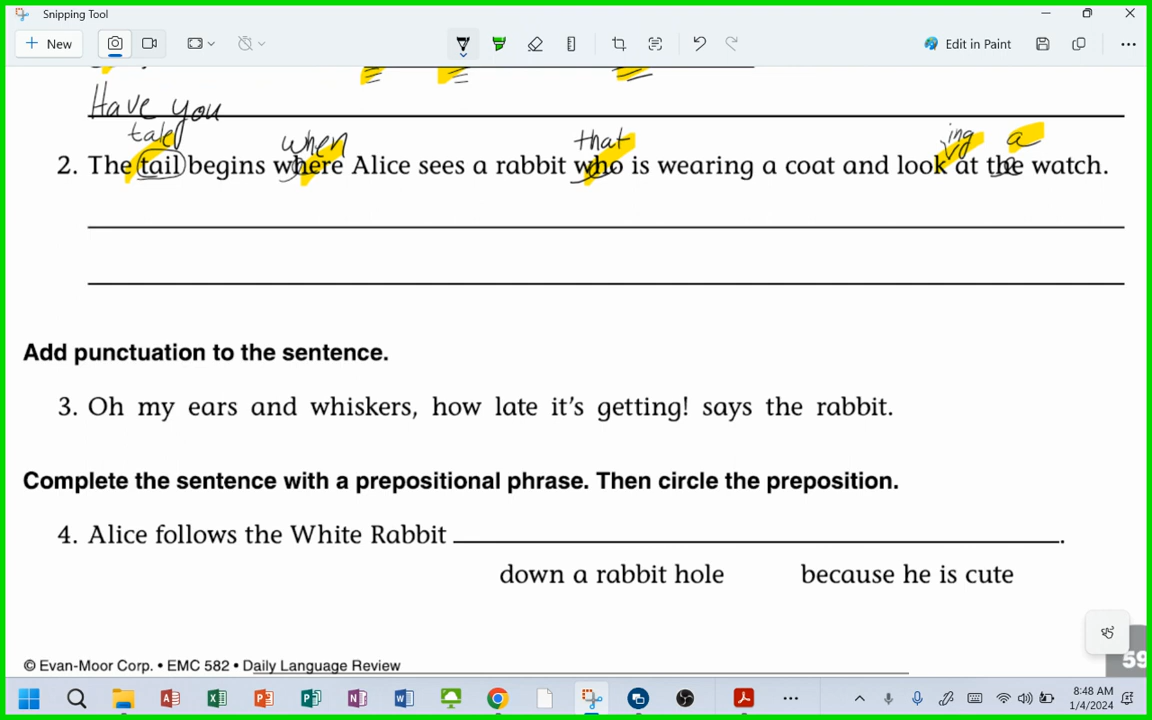 Snipping Tool
New
Edit in Paint
Have you
tale when that ing a
2. The tail begins where Alice sees a rabbit who is wearing a coat and look at the watch.
Add punctuation to the sentence.
3. Oh my ears and whiskers, how late it's getting! says the rabbit.
Complete the sentence with a prepositional phrase. Then circle the preposition.
4. Alice follows the White Rabbit .
down a rabbit hole because he is cute
© Evan-Moor Corp. • EMC 582 • Daily Language Review
59
8:48 AM
1/4/2024